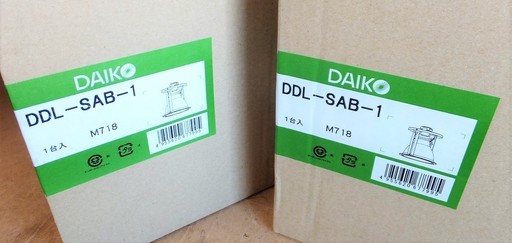 DAIKO
DDL-SAB-1
1台入 M718
DAIKO
DDL-SAB-1
1台入 M718